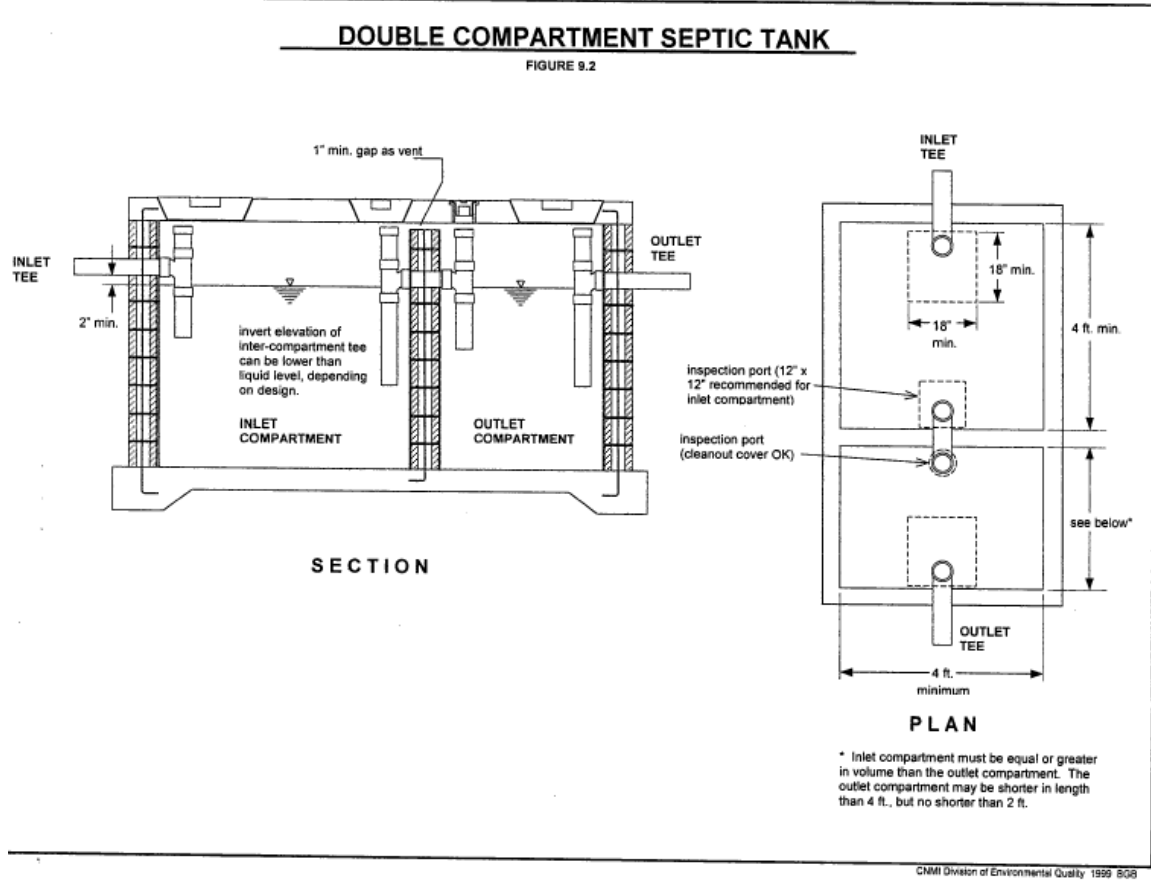 DOUBLE COMPARTMENT SEPTIC TANK
FIGURE 9.2
1" min. gap as vent
INLET
TEE
OUTLET
TEE
2" min.
invert elevation of
inter-compartment tee
can be lower than
liquid level, depending
on design.
INLET
COMPARTMENT
OUTLET
COMPARTMENT
SECTION
INLET
TEE
18" min.
18"
min.
4 ft. min.
inspection port (12" x
12" recommended for
inlet compartment)
inspection port
(cleanout cover OK)
see below*
OUTLET
TEE
4 ft.
minimum
PLAN
* Inlet compartment must be equal or greater
in volume than the outlet compartment. The
outlet compartment may be shorter in length
than 4 ft., but no shorter than 2 ft.
CNMI Division of Environmental Quality 1999 BGB